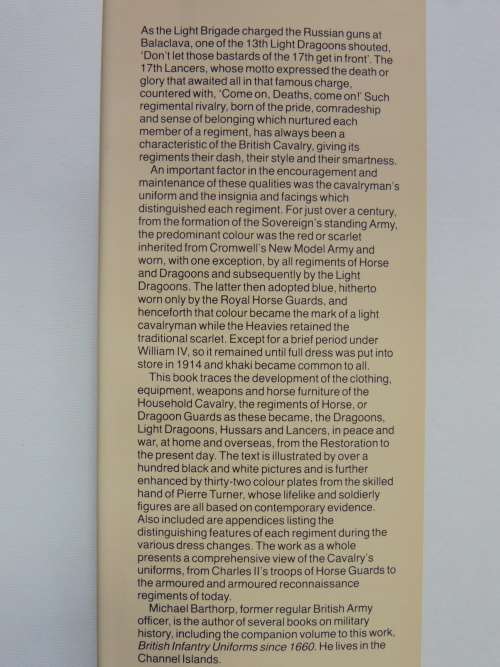 As the Light Brigade charged the Russian guns at
Balaclava, one of the 13th Light Dragoons shouted,
'Don't let those bastards of the 17th get in front'. The
17th Lancers, whose motto expressed the death or
glory that awaited all in that famous charge,
countered with, 'Come on, Deaths, come on!' Such
regimental rivalry, born of the pride, comradeship
and sense of belonging which nurtured each
member of a regiment, has always been a
characteristic of the British Cavalry, giving its
regiments their dash, their style and their smartness.
An important factor in the encouragement and
maintenance of these qualities was the cavalryman's
uniform and the insignia and facings which
distinguished each regiment. For just over a century,
from the formation of the Sovereign's standing Army,
the predominant colour was the red or scarlet
inherited from Cromwell's New Model Army and
worn, with one exception, by all regiments of Horse
and Dragoons and subsequently by the Light
Dragoons. The latter then adopted blue, hitherto
worn only by the Royal Horse Guards, and
henceforth that colour became the mark of a light
cavalryman while the Heavies retained the
traditional scarlet. Except for a brief period under
William IV, so it remained until full dress was put into
store in 1914 and khaki became common to all.
This book traces the development of the clothing,
equipment, weapons and horse furniture of the
Household Cavalry, the regiments of Horse, or
Dragoon Guards as these became, the Dragoons,
Light Dragoons, Hussars and Lancers, in peace and
war, at home and overseas, from the Restoration to
the present day. The text is illustrated by over a
hundred black and white pictures and is further
enhanced by thirty-two colour plates from the skilled
hand of Pierre Turner, whose lifelike and soldierly
figures are all based on contemporary evidence.
Also included are appendices listing the
distinguishing features of each regiment during the
various dress changes. The work as a whole
presents a comprehensive view of the Cavalry's
uniforms, from Charles II's troops of Horse Guards to
the armoured and armoured reconnaissance
regiments of today.
Michael Barthorp, former regular British Army
officer, is the author of several books on military
history, including the companion volume to this work,
British Infantry Uniforms since 1660. He lives in the
Channel Islands.